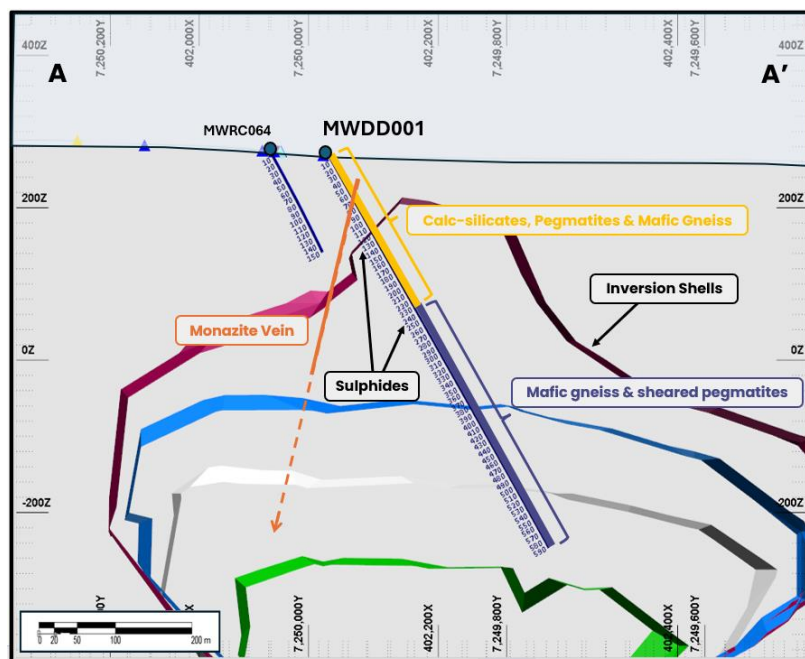 7,250,200Y
402,000X
7,250,000Y
402,200X
7,249,800Y
402,400X
7,249,600Y
400Z
400Z
A
A'
MWRC064
MWDD001
200Z
200Z
Calc-silicates, Pegmatites & Mafic Gneiss
Inversion Shells
Monazite Vein
0Z
0Z
Sulphides
Mafic gneiss & sheared pegmatites
-200Z
-200Z
7,250,000Y
402,200X
7,249,800Y
402,400X
7,249,600Y
0 20 50 100 200 m